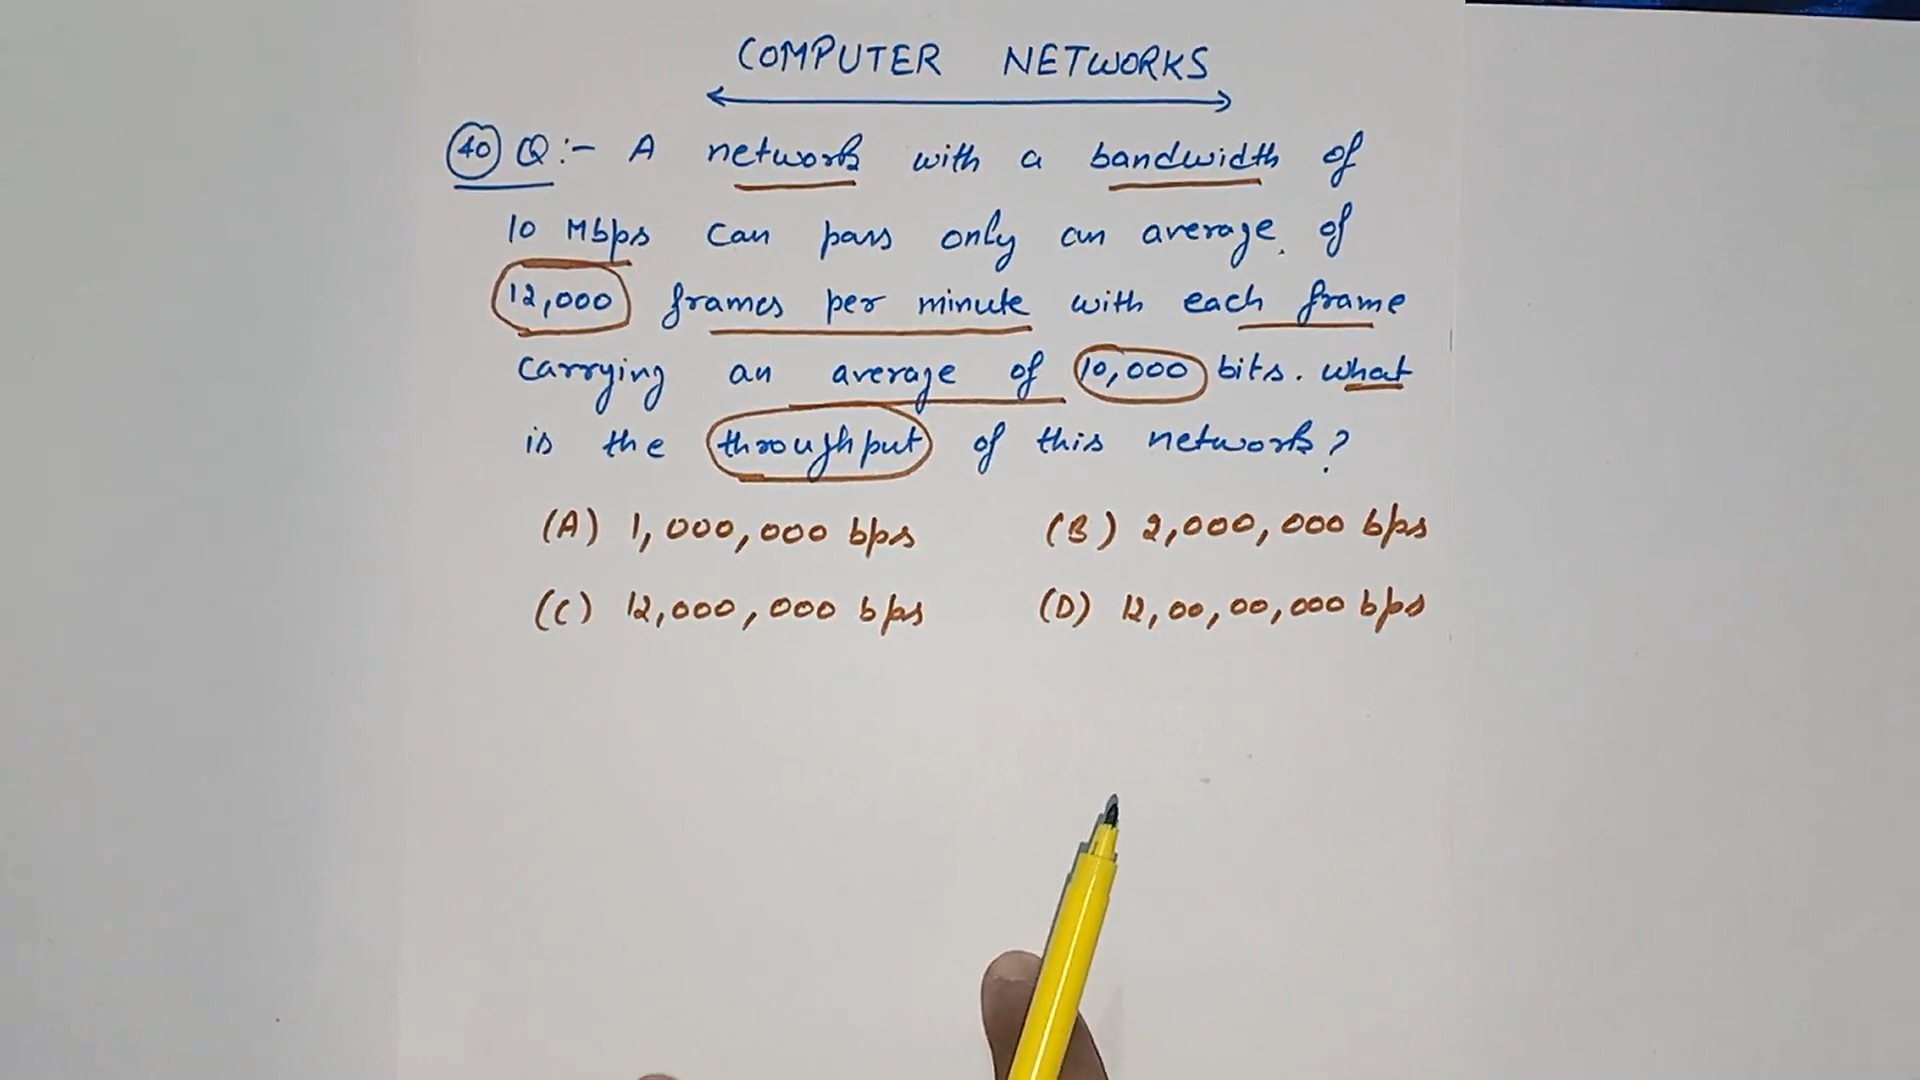 COMPUTER NETWORKS
40 Q:- A network with a bandwidth of
10 Mbps can pass only an average of
12,000 frames per minute with each frame
carrying an average of 10,000 bits. what
is the throughput of this network?
(A) 1,000,000 bps (B) 2,000,000 bps
(C) 12,000,000 bps (D) 12,00,00,000 bps